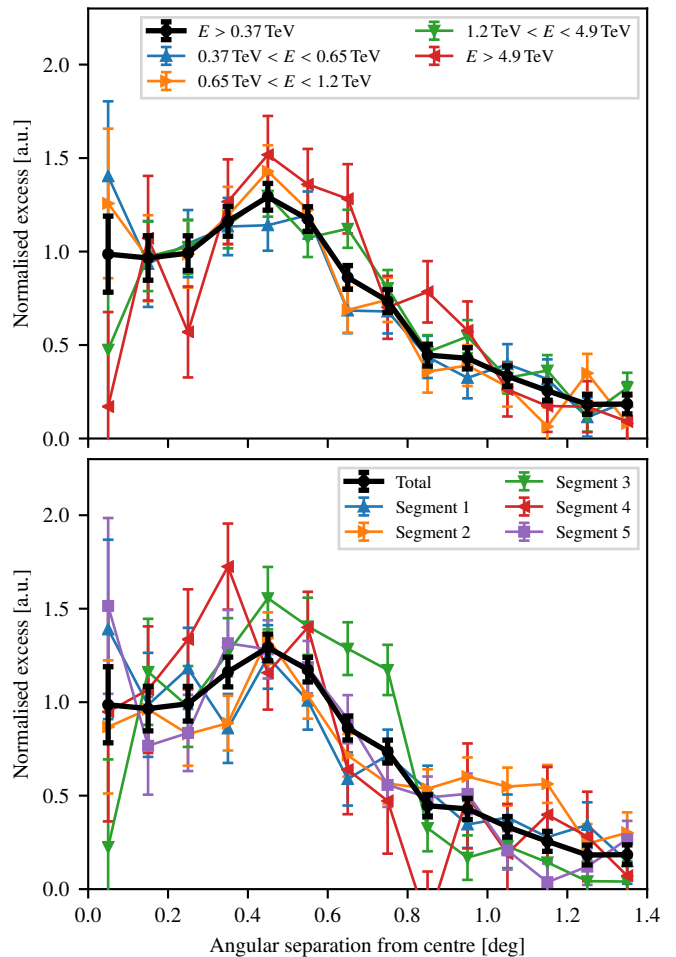 E > 0.37 TeV
0.37 TeV < E < 0.65 TeV
0.65 TeV < E < 1.2 TeV
1.2 TeV < E < 4.9 TeV
E > 4.9 TeV
Normalised excess [a.u.]
2.0
1.5
1.0
0.5
0.0
Total
Segment 1
Segment 2
Segment 3
Segment 4
Segment 5
Normalised excess [a.u.]
2.0
1.5
1.0
0.5
0.0
0.0 0.2 0.4 0.6 0.8 1.0 1.2 1.4
Angular separation from centre [deg]